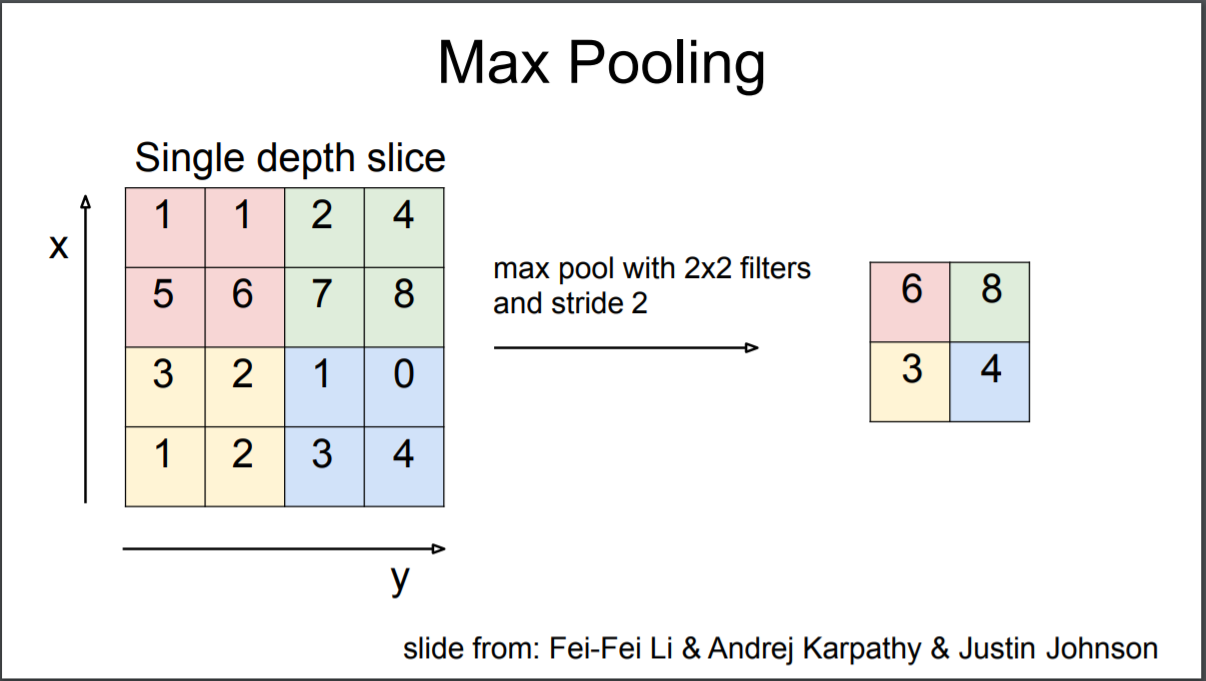 Max Pooling
Single depth slice
x
1 1 2 4
5 6 7 8
3 2 1 0
1 2 3 4
y
max pool with 2x2 filters
and stride 2
6 8
3 4
slide from: Fei-Fei Li & Andrej Karpathy & Justin Johnson